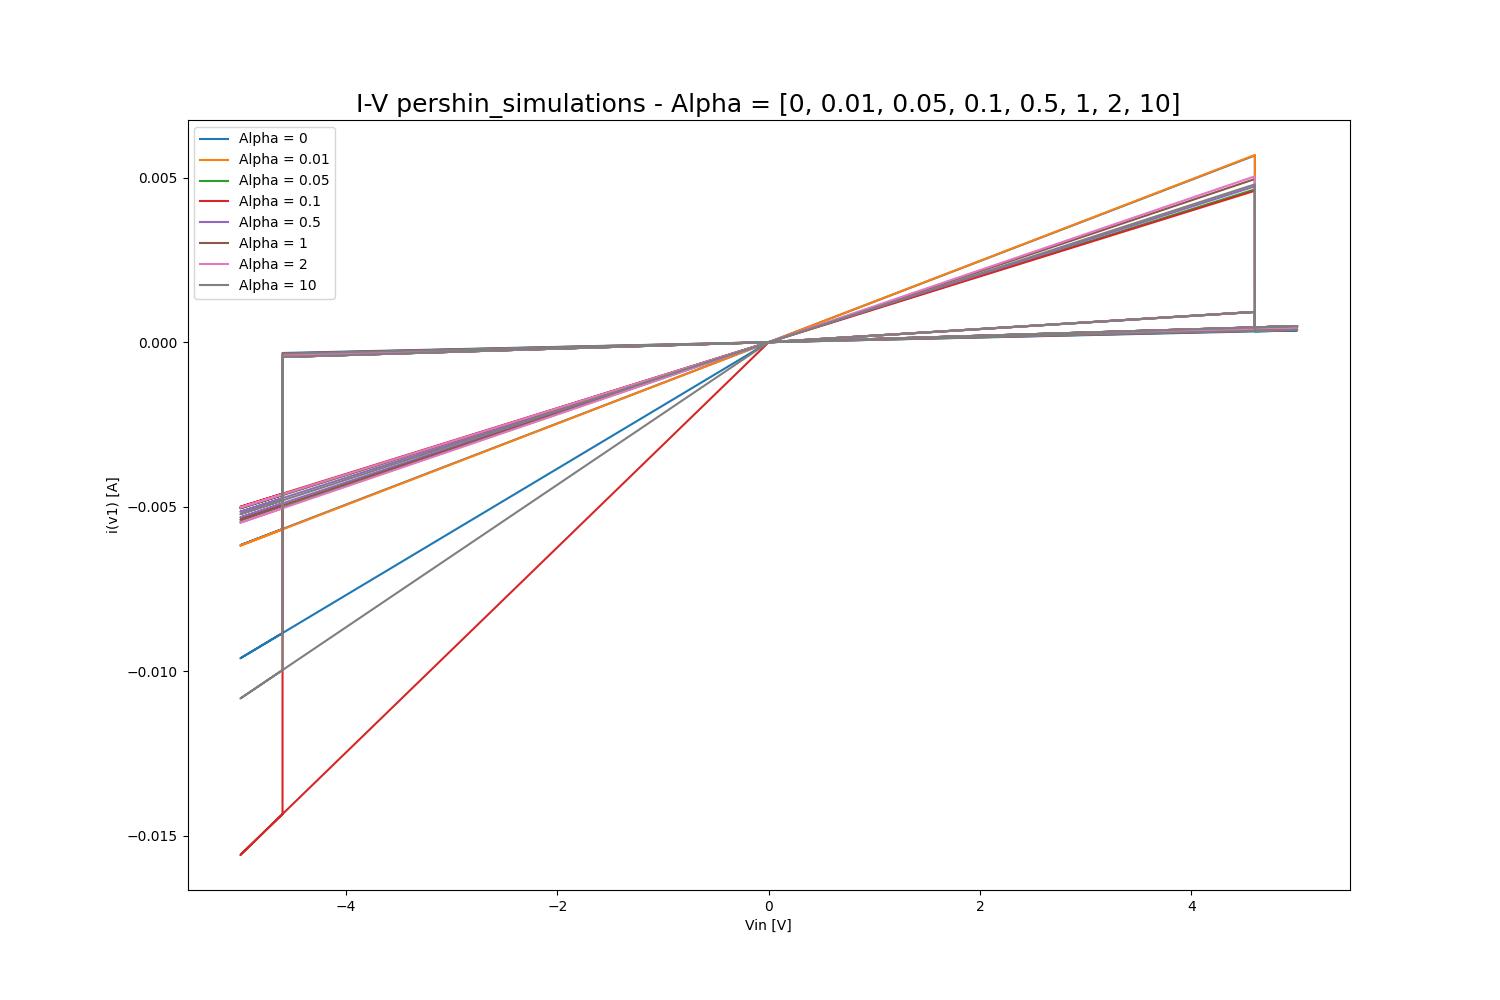 I-V pershin_simulations - Alpha = [0, 0.01, 0.05, 0.1, 0.5, 1, 2, 10]
Alpha = 0
Alpha = 0.01
Alpha = 0.05
Alpha = 0.1
Alpha = 0.5
Alpha = 1
Alpha = 2
Alpha = 10
0.005
0.000
−0.005
−0.010
−0.015
i(v1) [A]
−4
−2
0
2
4
Vin [V]